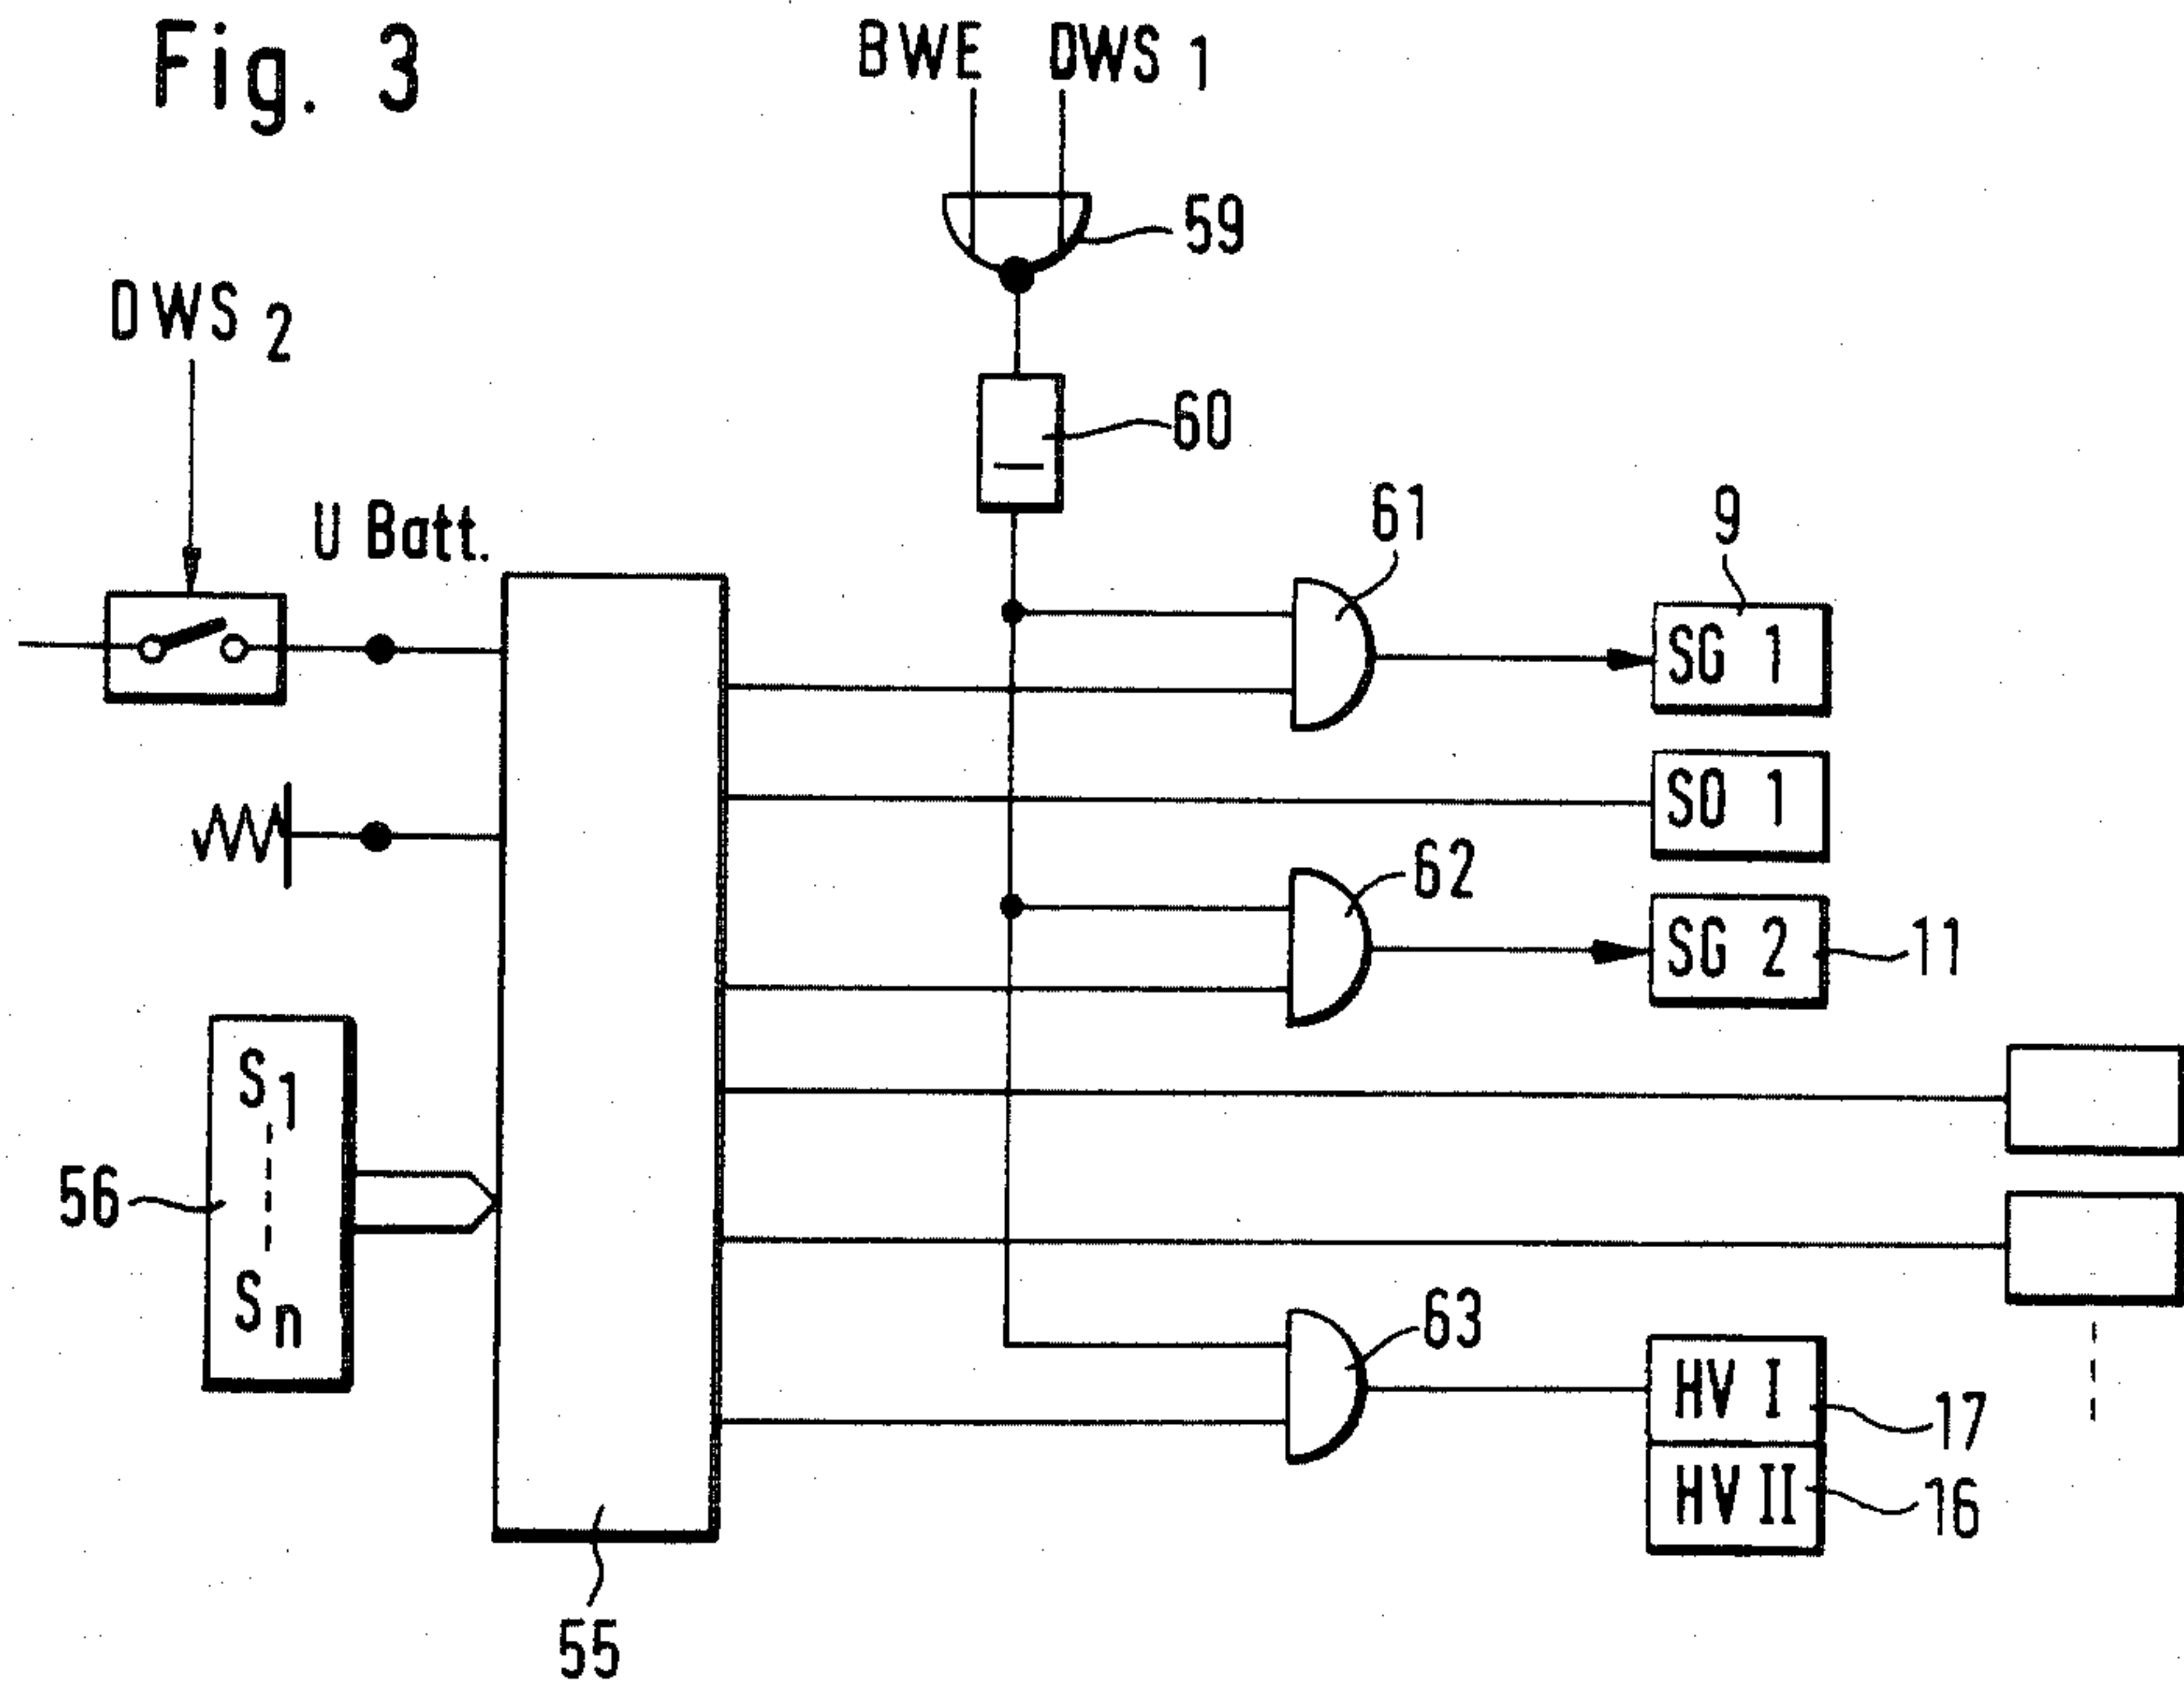 Fig. 3
BWE DWS 1
59
DWS 2
60
U Batt.
61
9
SG 1
SO 1
62
SG 2
11
S1
56
Sn
63
HV I
17
HV II
16
55